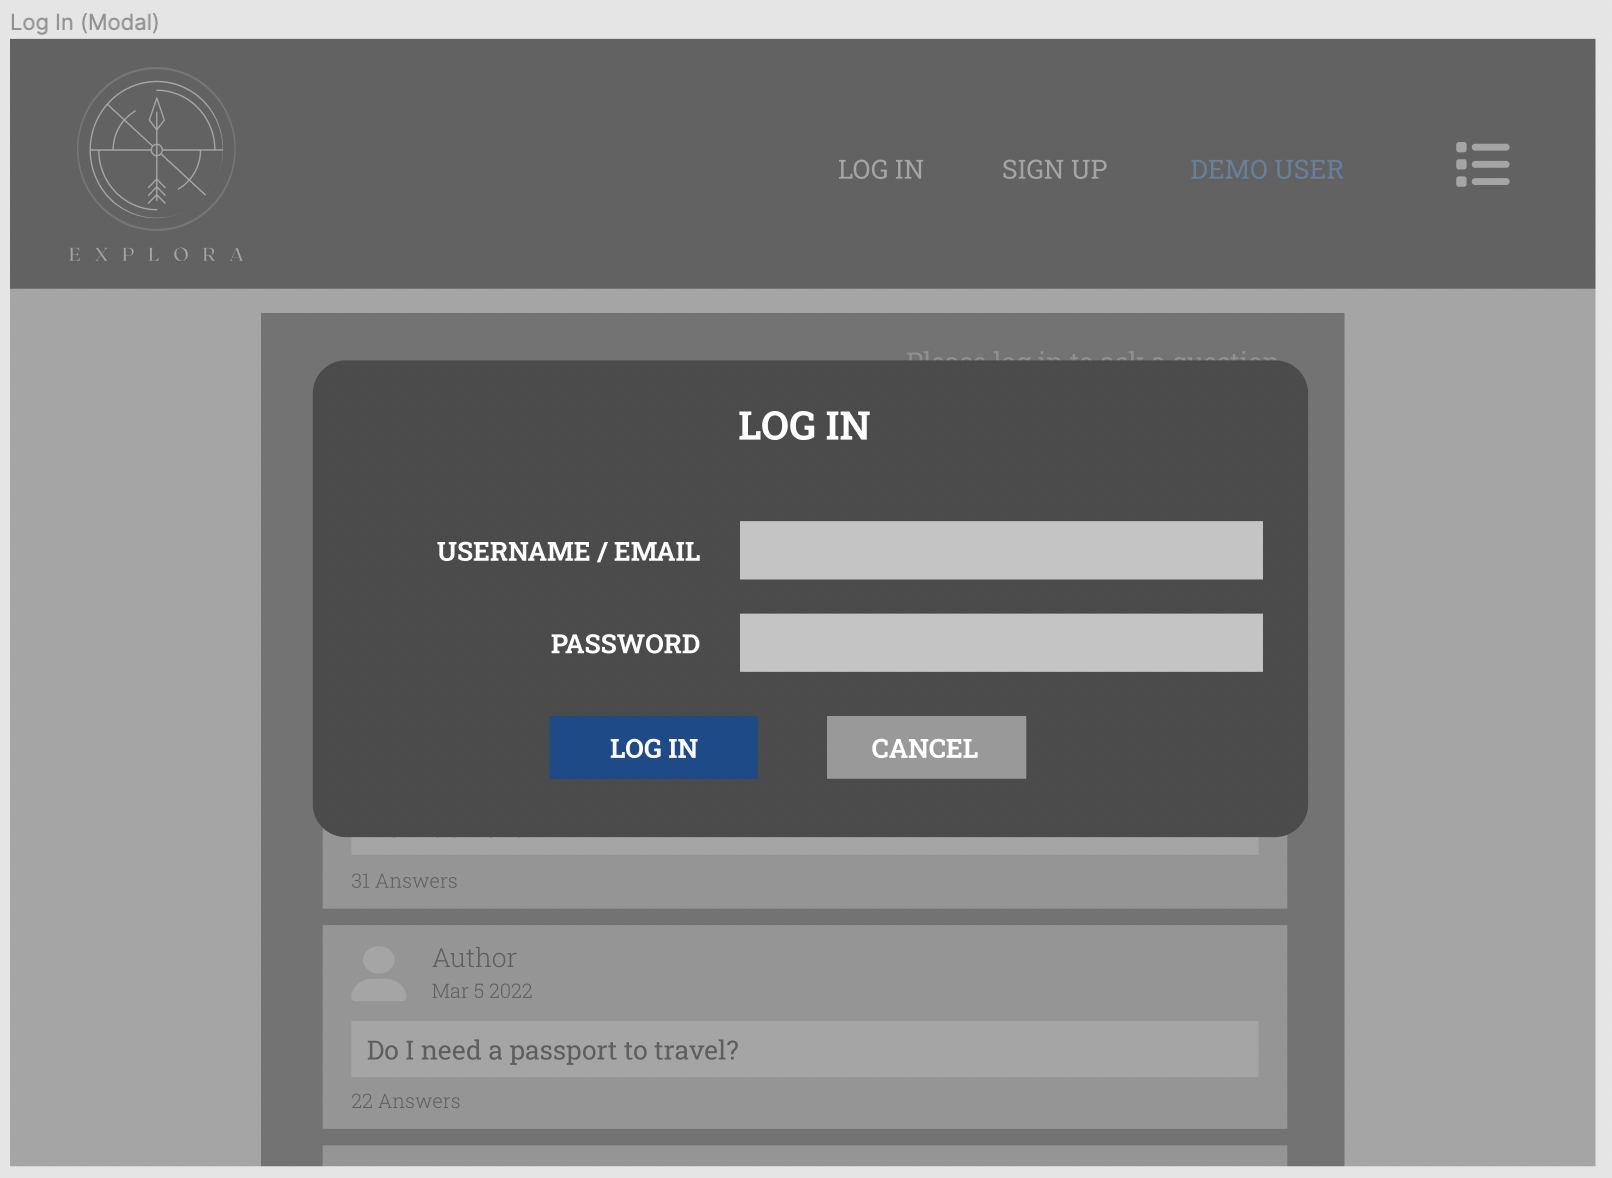 Log In (Modal)
EXPLORA
LOG IN
SIGN UP
DEMO USER
Please log in to ask a question
LOG IN
USERNAME / EMAIL
PASSWORD
LOG IN
CANCEL
31 Answers
Author
Mar 5 2022
Do I need a passport to travel?
22 Answers